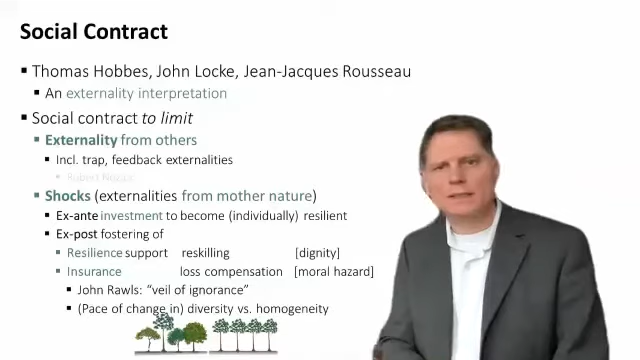 Social Contract
Thomas Hobbes, John Locke, Jean-Jacques Rousseau
An externality interpretation
Social contract to limit
Externality from others
Incl. trap, feedback externalities
Robert Nozick
Shocks (externalities from mother nature)
Ex-ante investment to become (individually) resilient
Ex-post fostering of
Resilience support reskilling [dignity]
Insurance loss compensation [moral hazard]
John Rawls: “veil of ignorance”
(Pace of change in) diversity vs. homogeneity